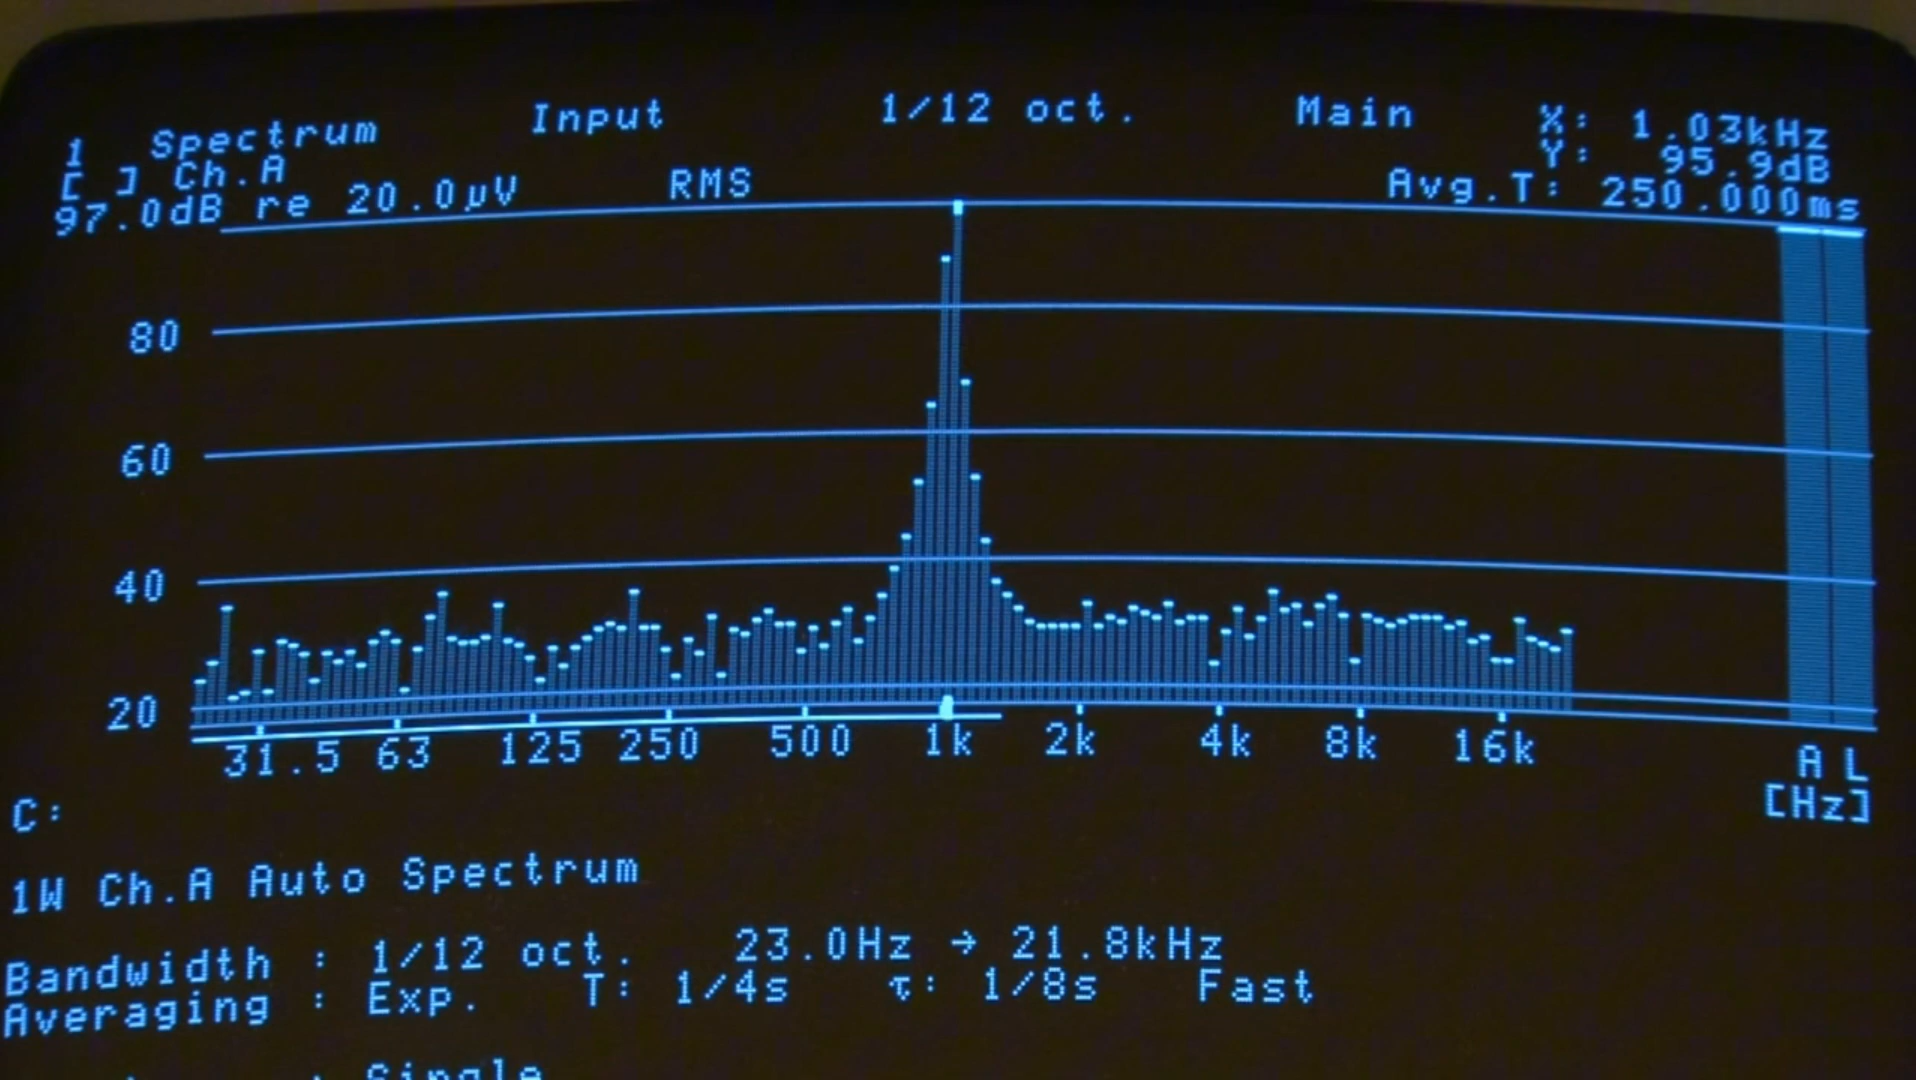 1 Spectrum Input 1/12 oct. Main X: 1.03kHz
[ ] Ch.A Y: 95.9dB
97.0dB re 20.0µV RMS Avg.T: 250.000ms
80
60
40
20
31.5 63 125 250 500 1k 2k 4k 8k 16k A L
[Hz]
C:
1W Ch.A Auto Spectrum
Bandwidth : 1/12 oct. 23.0Hz → 21.8kHz
Averaging : Exp. T: 1/4s τ: 1/8s Fast
: Single